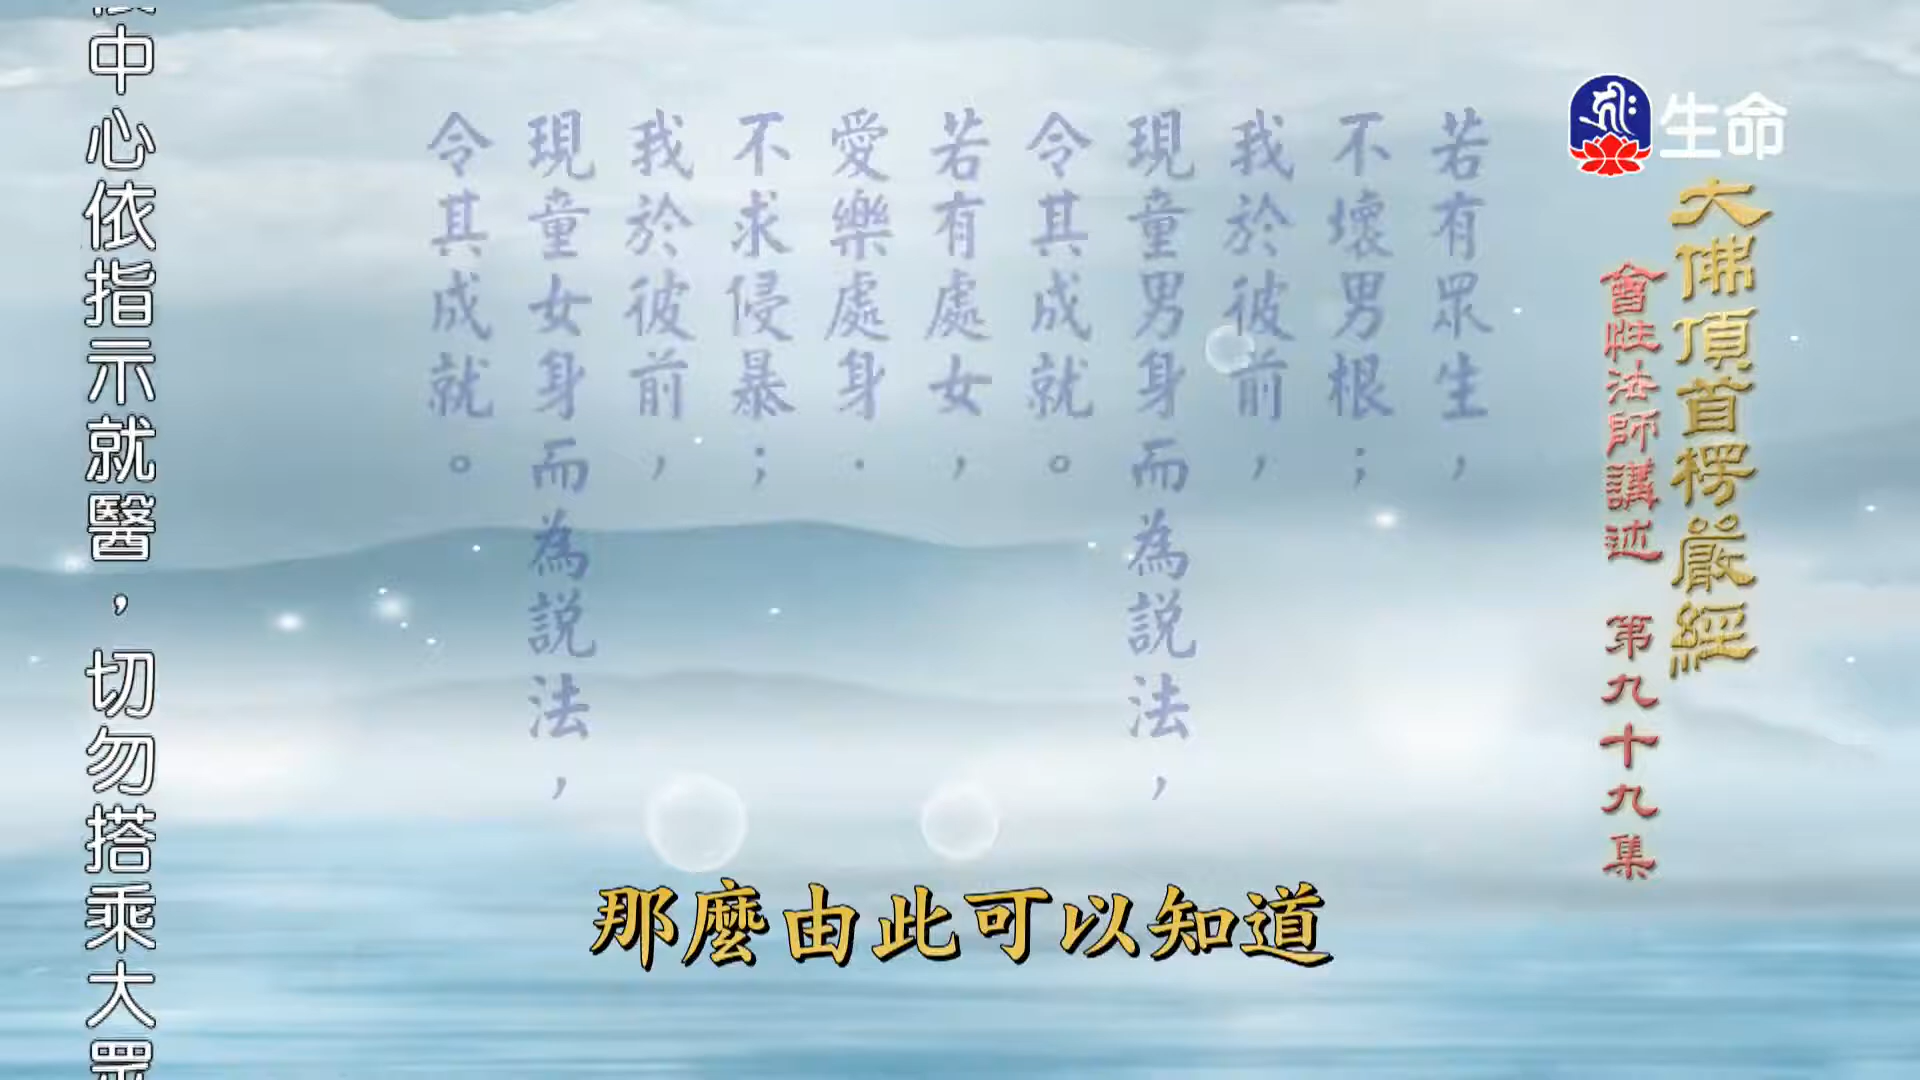 生命
大佛頂首楞嚴經
會性法師講述 第九十九集
若有眾生，
不壞男根；
我於彼前，
現童男身而為説法，
令其成就。
若有處女，
愛樂處身．
不求侵暴；
我於彼前，
現童女身而為説法，
令其成就。
中心依指示就醫，切勿搭乘大眾
那麼由此可以知道